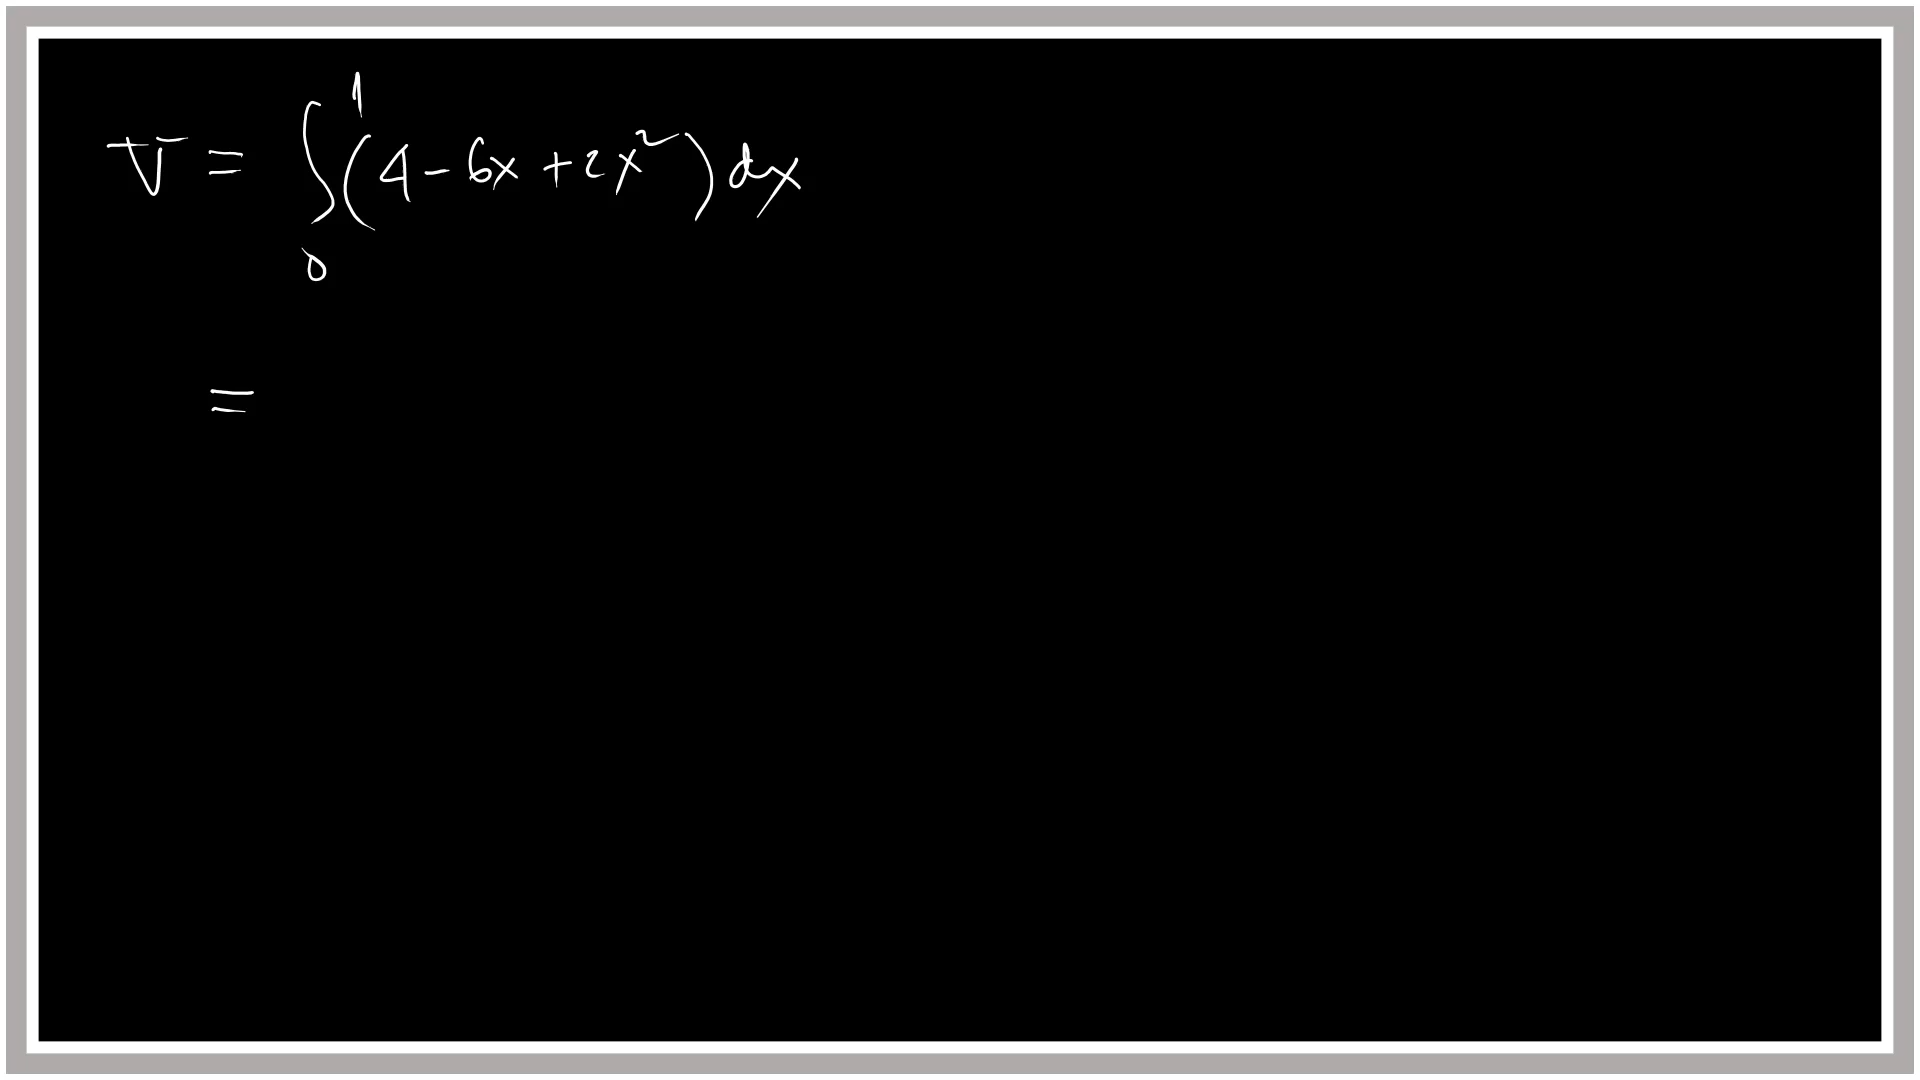 V = ∫₀¹ (4 - 6x + 2x²) dx
=